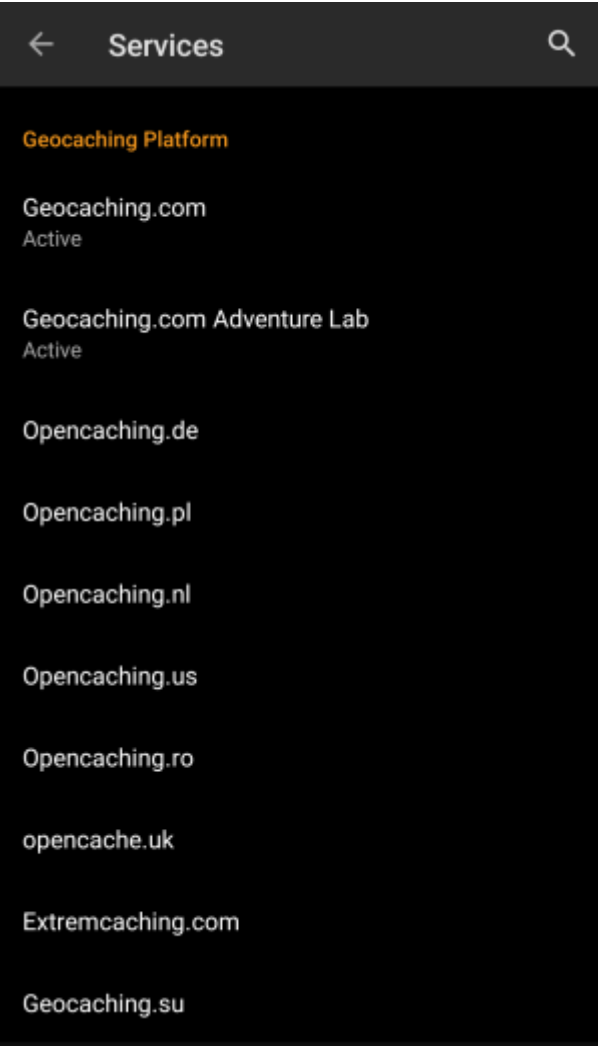 Services
Geocaching Platform
Geocaching.com
Active
Geocaching.com Adventure Lab
Active
Opencaching.de
Opencaching.pl
Opencaching.nl
Opencaching.us
Opencaching.ro
opencache.uk
Extremcaching.com
Geocaching.su